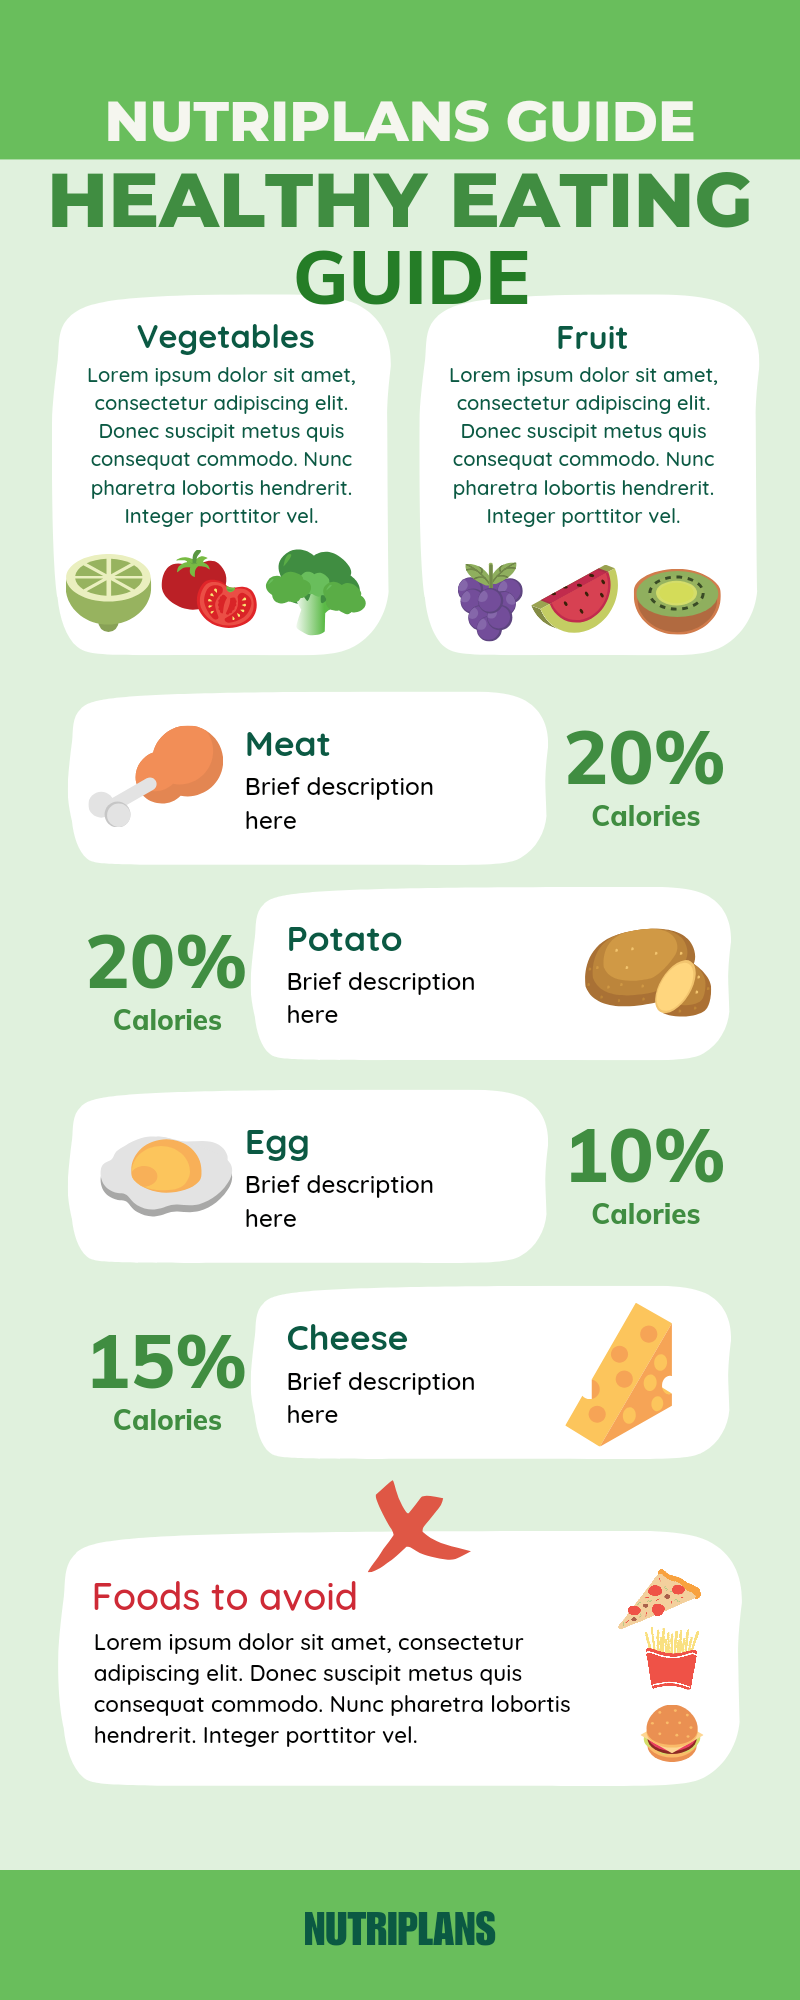 NUTRIPLANS GUIDE
HEALTHY EATING
GUIDE
Vegetables
Lorem ipsum dolor sit amet,
consectetur adipiscing elit.
Donec suscipit metus quis
consequat commodo. Nunc
pharetra lobortis hendrerit.
Integer porttitor vel.
Fruit
Lorem ipsum dolor sit amet,
consectetur adipiscing elit.
Donec suscipit metus quis
consequat commodo. Nunc
pharetra lobortis hendrerit.
Integer porttitor vel.
Meat
Brief description
here
20%
Calories
20%
Calories
Potato
Brief description
here
Egg
Brief description
here
10%
Calories
15%
Calories
Cheese
Brief description
here
Foods to avoid
Lorem ipsum dolor sit amet, consectetur
adipiscing elit. Donec suscipit metus quis
consequat commodo. Nunc pharetra lobortis
hendrerit. Integer porttitor vel.
NUTRIPLANS